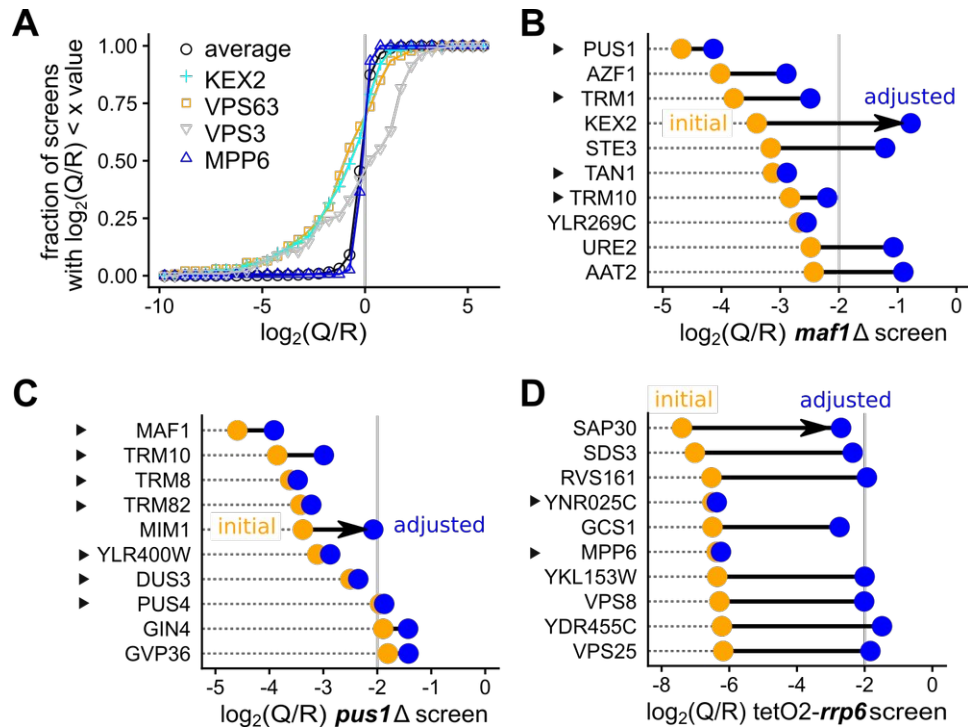 A
fraction of screens
with log2(Q/R) < x value
1.00
0.75
0.50
0.25
0.00
average
KEX2
VPS63
VPS3
MPP6
-10
-5
0
5
log2(Q/R)
B
PUS1
AZF1
TRM1
KEX2
STE3
TAN1
TRM10
YLR269C
URE2
AAT2
initial
adjusted
-5 -4 -3 -2 -1 0
log2(Q/R) maf1Δ screen
C
MAF1
TRM10
TRM8
TRM82
MIM1
YLR400W
DUS3
PUS4
GIN4
GVP36
initial
adjusted
-5 -4 -3 -2 -1 0
log2(Q/R) pus1Δ screen
D
initial
adjusted
SAP30
SDS3
RVS161
YNR025C
GCS1
MPP6
YKL153W
VPS8
YDR455C
VPS25
-8 -6 -4 -2 0
log2(Q/R) tetO2-rrp6 screen